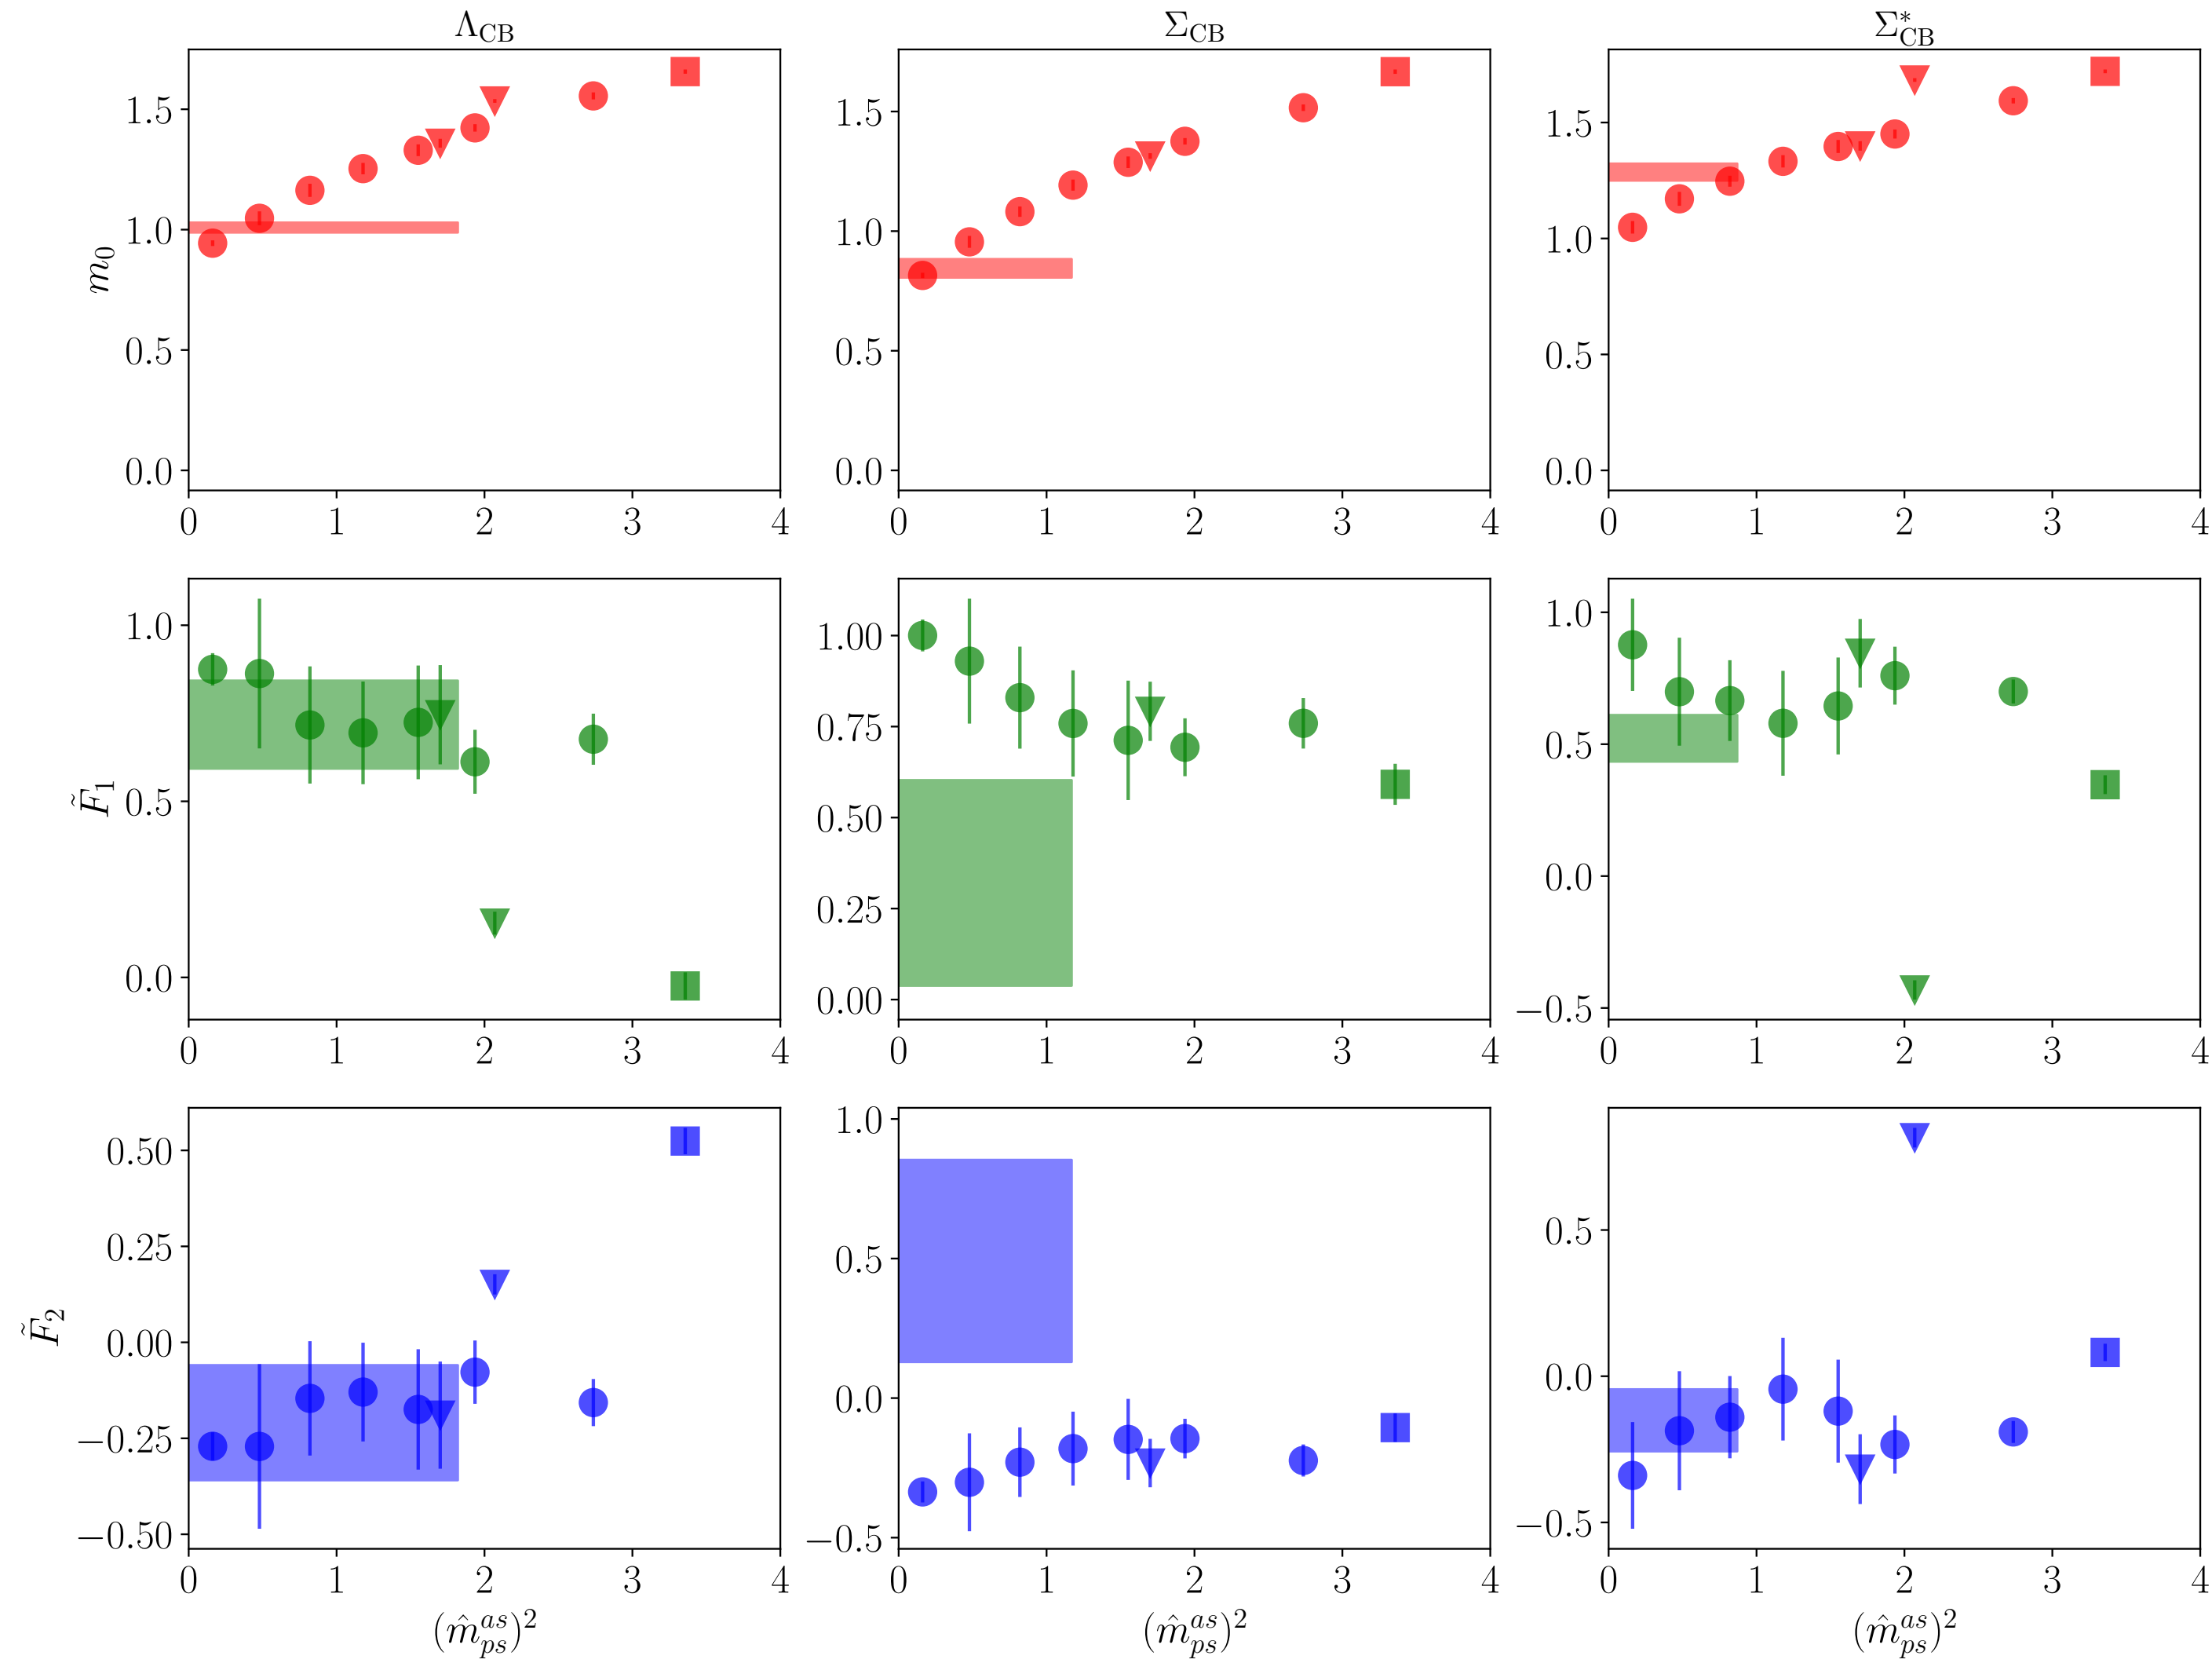 Λ_CB Σ_CB Σ*_CB
m_0
1.5 1.5 1.5
1.0 1.0 1.0
0.5 0.5 0.5
0.0 0.0 0.0
0 1 2 3 4 0 1 2 3 4 0 1 2 3 4
F̃_1
1.0 1.00 1.0
0.5 0.75 0.5
0.0 0.50 0.0
0.25 −0.5
0.00
0 1 2 3 4 0 1 2 3 4 0 1 2 3 4
F̃_2
0.50 1.0 0.5
0.25 0.5 0.0
0.00 0.0 −0.5
−0.25 −0.5
−0.50
0 1 2 3 4 0 1 2 3 4 0 1 2 3 4
(m̂_ps^as)^2 (m̂_ps^as)^2 (m̂_ps^as)^2